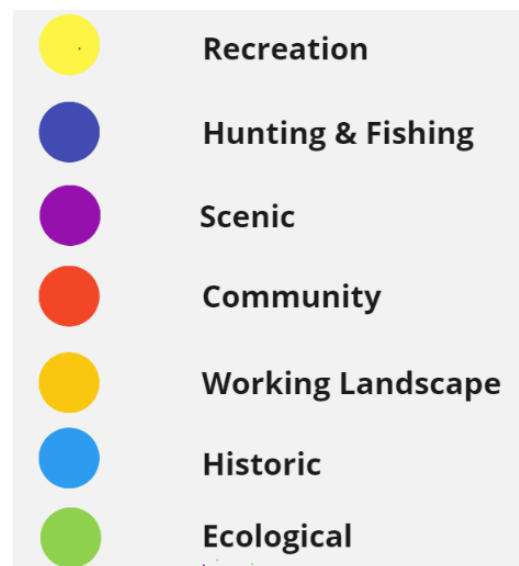 Recreation
Hunting & Fishing
Scenic
Community
Working Landscape
Historic
Ecological